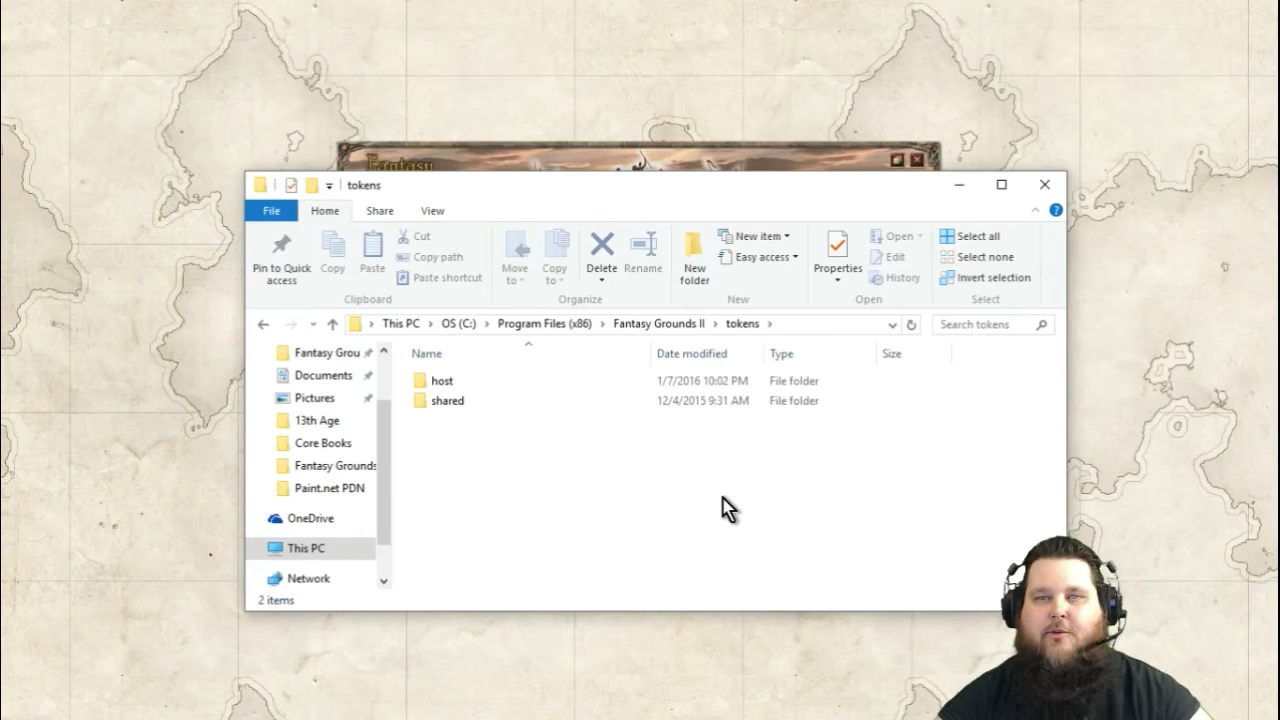 Fantasy
tokens
File Home Share View
Pin to Quick access
Copy
Paste
Cut
Copy path
Paste shortcut
Move to
Copy to
Delete
Rename
New folder
New item
Easy access
Properties
Open
Edit
History
Select all
Select none
Invert selection
Clipboard Organize New Open Select
This PC OS (C:) Program Files (x86) Fantasy Grounds II tokens
Search tokens
Fantasy Grou
Documents
Pictures
13th Age
Core Books
Fantasy Grounds
Paint.net PDN
OneDrive
This PC
Network
Name Date modified Type Size
host 1/7/2016 10:02 PM File folder
shared 12/4/2015 9:31 AM File folder
2 items